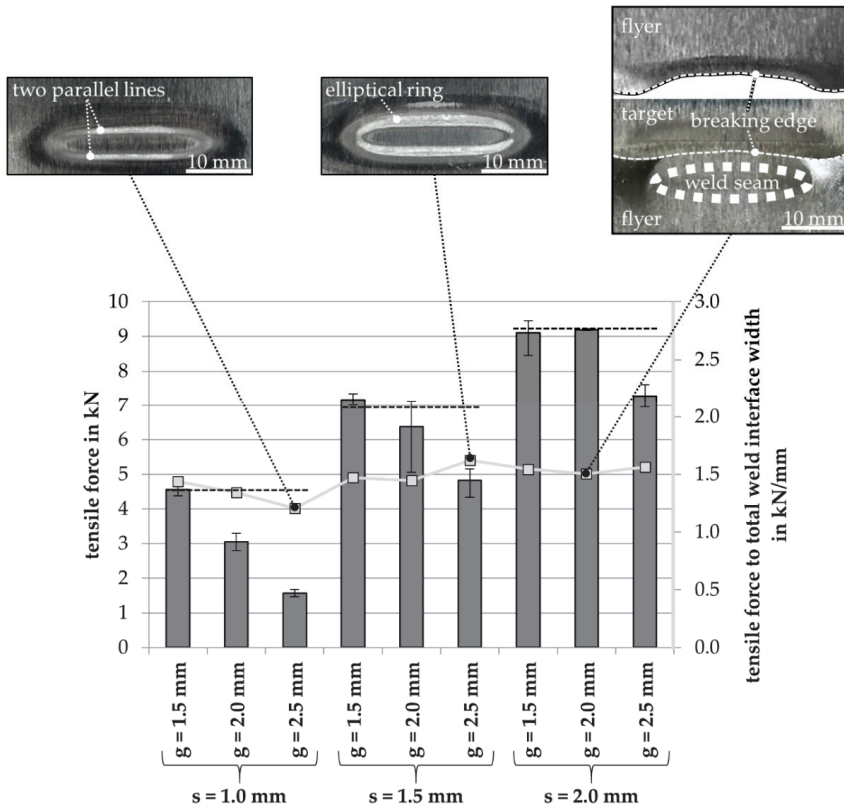 two parallel lines
10 mm
elliptical ring
10 mm
flyer
target
breaking edge
weld seam
flyer
10 mm
tensile force in kN
10
9
8
7
6
5
4
3
2
1
0
3.0
2.5
2.0
1.5
1.0
0.5
0.0
tensile force to total weld interface width
in kN/mm
g = 1.5 mm
g = 2.0 mm
g = 2.5 mm
g = 1.5 mm
g = 2.0 mm
g = 2.5 mm
g = 1.5 mm
g = 2.0 mm
g = 2.5 mm
s = 1.0 mm
s = 1.5 mm
s = 2.0 mm